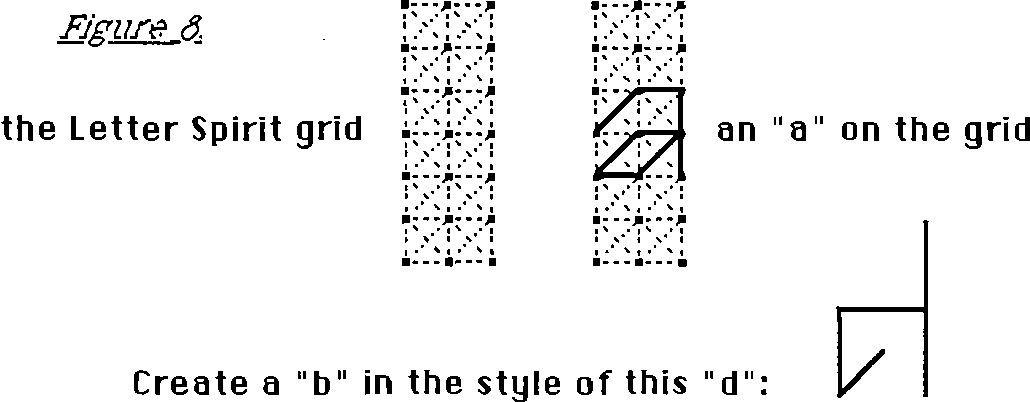 Figure 8.
the Letter Spirit grid
an "a" on the grid
Create a "b" in the style of this "d":